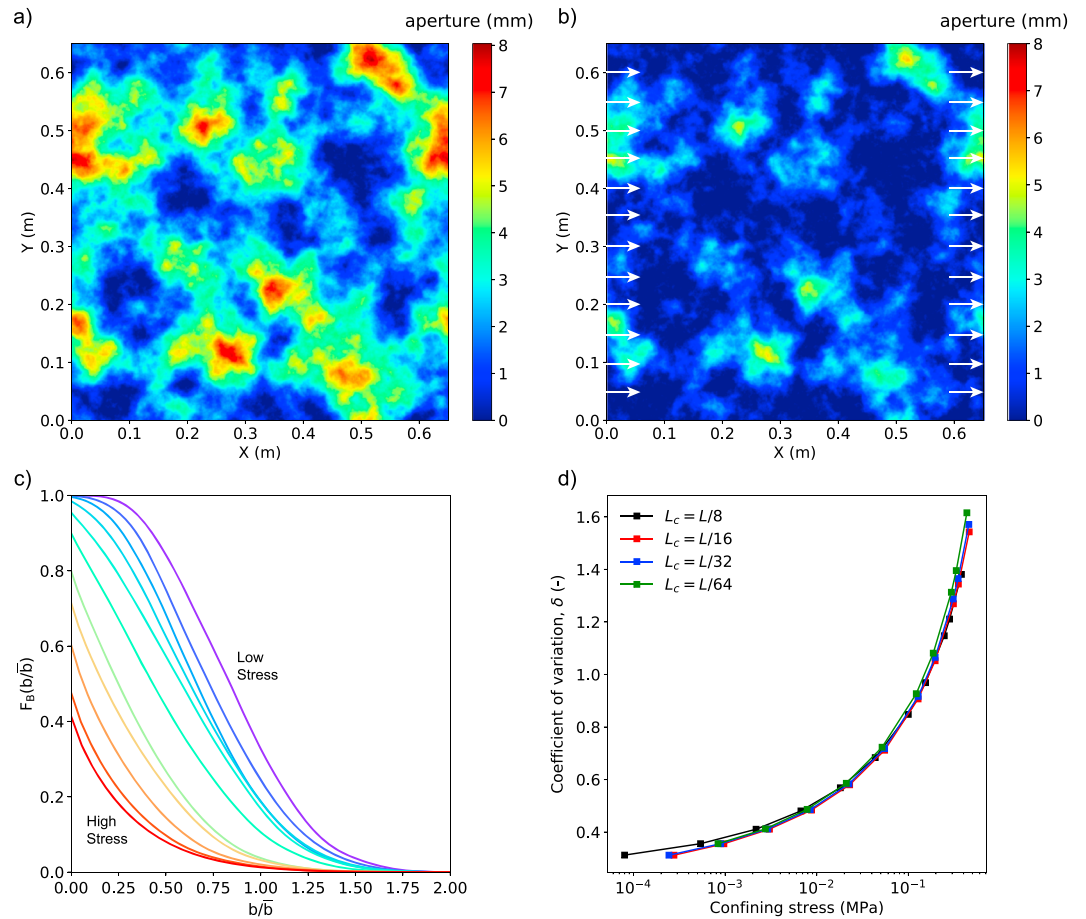 a)
aperture (mm)
0.6
0.5
0.4
0.3
0.2
0.1
0.0
Y (m)
0.0 0.1 0.2 0.3 0.4 0.5 0.6
X (m)
8
7
6
5
4
3
2
1
0
b)
aperture (mm)
0.6
0.5
0.4
0.3
0.2
0.1
0.0
Y (m)
0.0 0.1 0.2 0.3 0.4 0.5 0.6
X (m)
8
7
6
5
4
3
2
1
0
c)
1.0
0.8
0.6
0.4
0.2
0.0
F_B(b/b̅)
Low
Stress
High
Stress
0.00 0.25 0.50 0.75 1.00 1.25 1.50 1.75 2.00
b/b̅
d)
1.6
1.4
1.2
1.0
0.8
0.6
0.4
Coefficient of variation, δ (-)
L_c = L/8
L_c = L/16
L_c = L/32
L_c = L/64
10⁻⁴ 10⁻³ 10⁻² 10⁻¹
Confining stress (MPa)